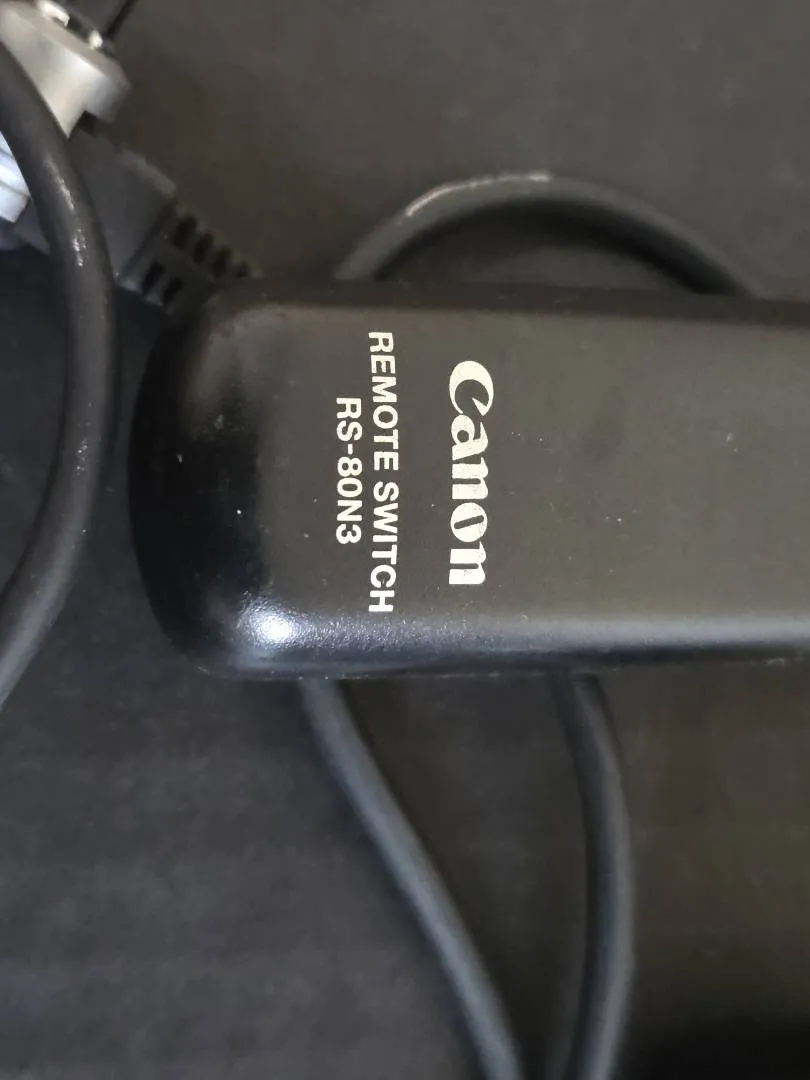 Canon
REMOTE SWITCH
RS-80N3